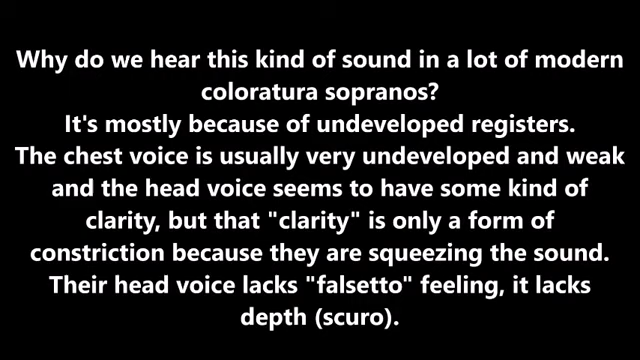 Why do we hear this kind of sound in a lot of modern
coloratura sopranos?
It's mostly because of undeveloped registers.
The chest voice is usually very undeveloped and weak
and the head voice seems to have some kind of
clarity, but that "clarity" is only a form of
constriction because they are squeezing the sound.
Their head voice lacks "falsetto" feeling, it lacks
depth (scuro).